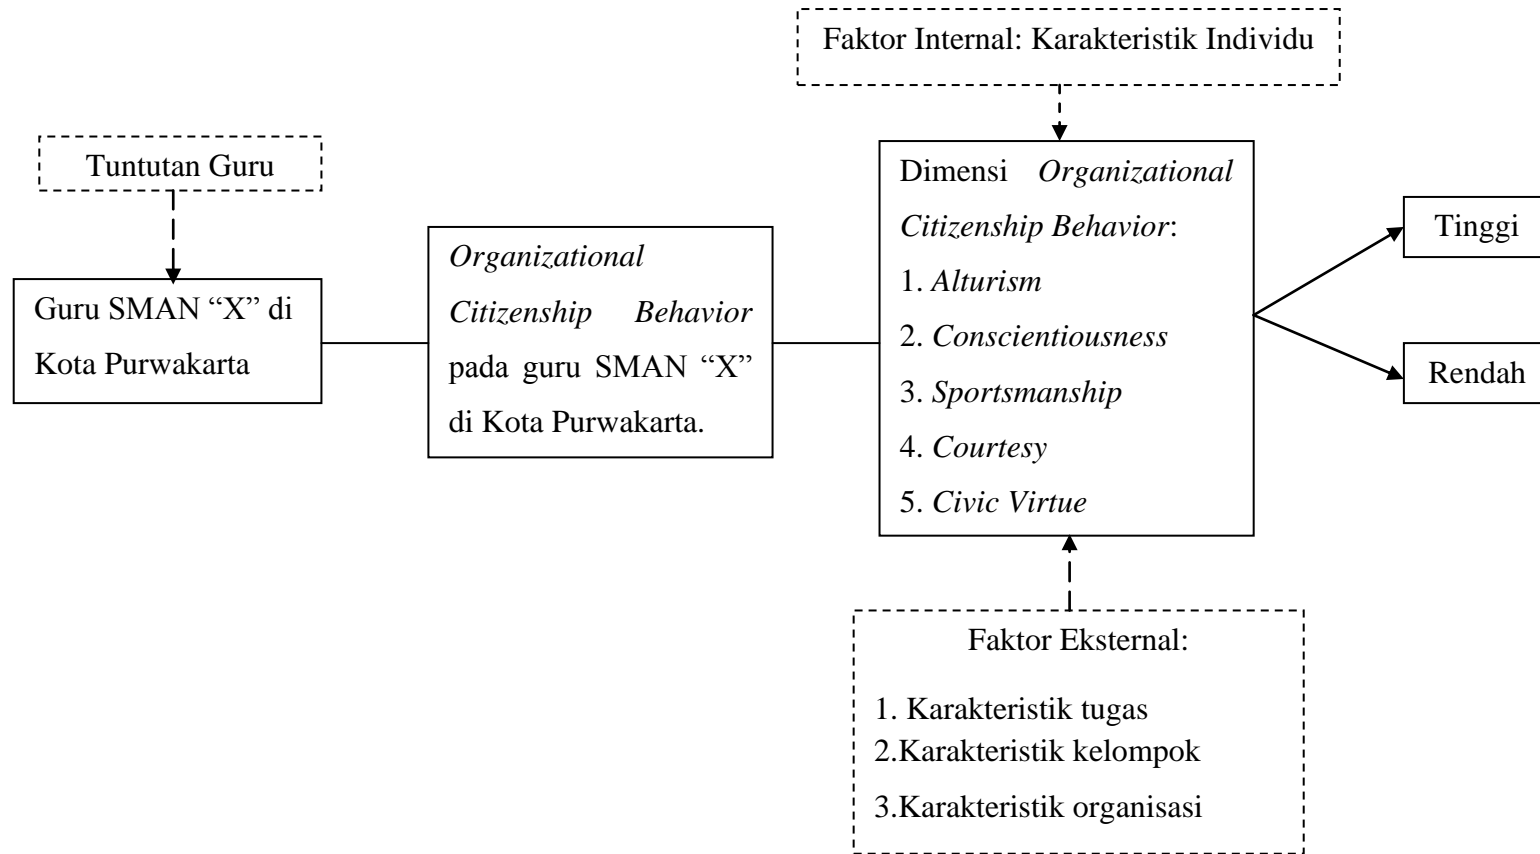 Faktor Internal: Karakteristik Individu
Tuntutan Guru
Guru SMAN “X” di
Kota Purwakarta
Organizational
Citizenship Behavior
pada guru SMAN “X”
di Kota Purwakarta.
Dimensi Organizational
Citizenship Behavior:
1. Alturism
2. Conscientiousness
3. Sportsmanship
4. Courtesy
5. Civic Virtue
Tinggi
Rendah
Faktor Eksternal:
1. Karakteristik tugas
2.Karakteristik kelompok
3.Karakteristik organisasi